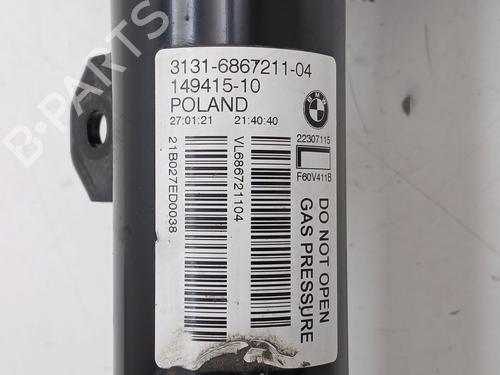 3131-6867211-04
149415-10
POLAND
27:01:21 21:40:40
BMW
22307115
F60V411B
21B027ED0038
VL686721104
DO NOT OPEN
GAS PRESSURE
B-PARTS